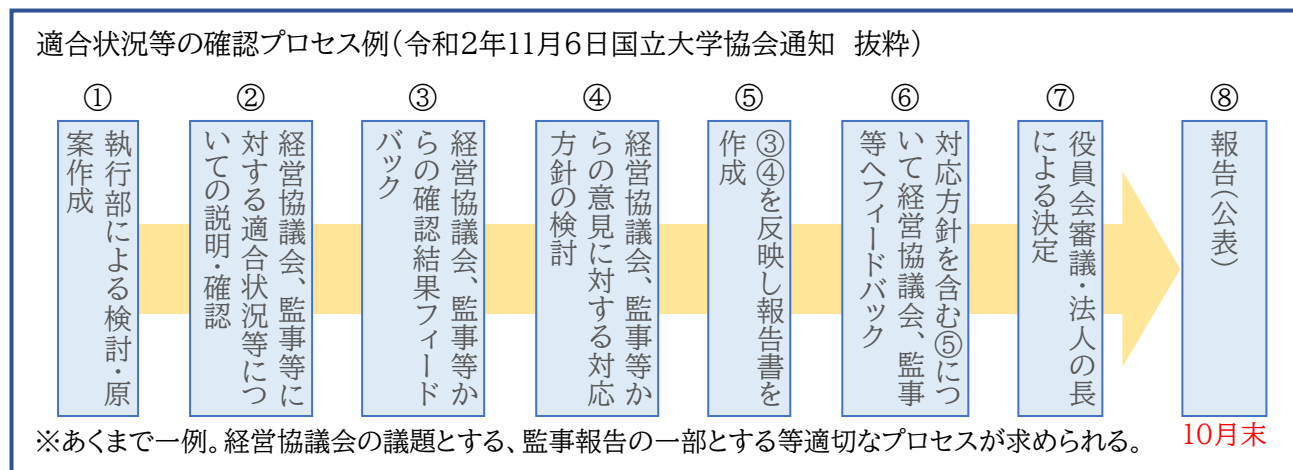 適合状況等の確認プロセス例(令和2年11月6日国立大学協会通知 抜粋)
①
執行部による検討・原
案作成
②
経営協議会、監事等に
対する適合状況等につ
いての説明・確認
③
経営協議会、監事等か
らの確認結果フィード
バック
④
経営協議会、監事等か
らの意見に対する対応
方針の検討
⑤
③④を反映し報告書を
作成
⑥
対応方針を含む⑤につ
いて経営協議会、監事
等へフィードバック
⑦
役員会審議・法人の長
による決定
⑧
報告(公表)
※あくまで一例。経営協議会の議題とする、監事報告の一部とする等適切なプロセスが求められる。
10月末